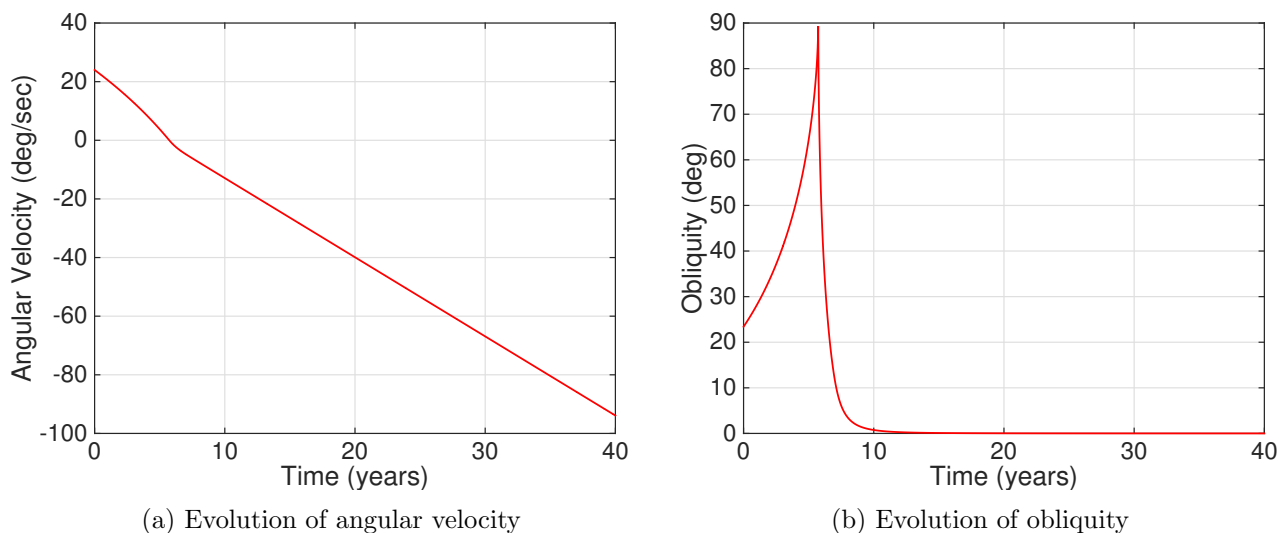 40
20
0
-20
-40
-60
-80
-100
Angular Velocity (deg/sec)
0 10 20 30 40
Time (years)
(a) Evolution of angular velocity
90
80
70
60
50
40
30
20
10
0
Obliquity (deg)
0 10 20 30 40
Time (years)
(b) Evolution of obliquity